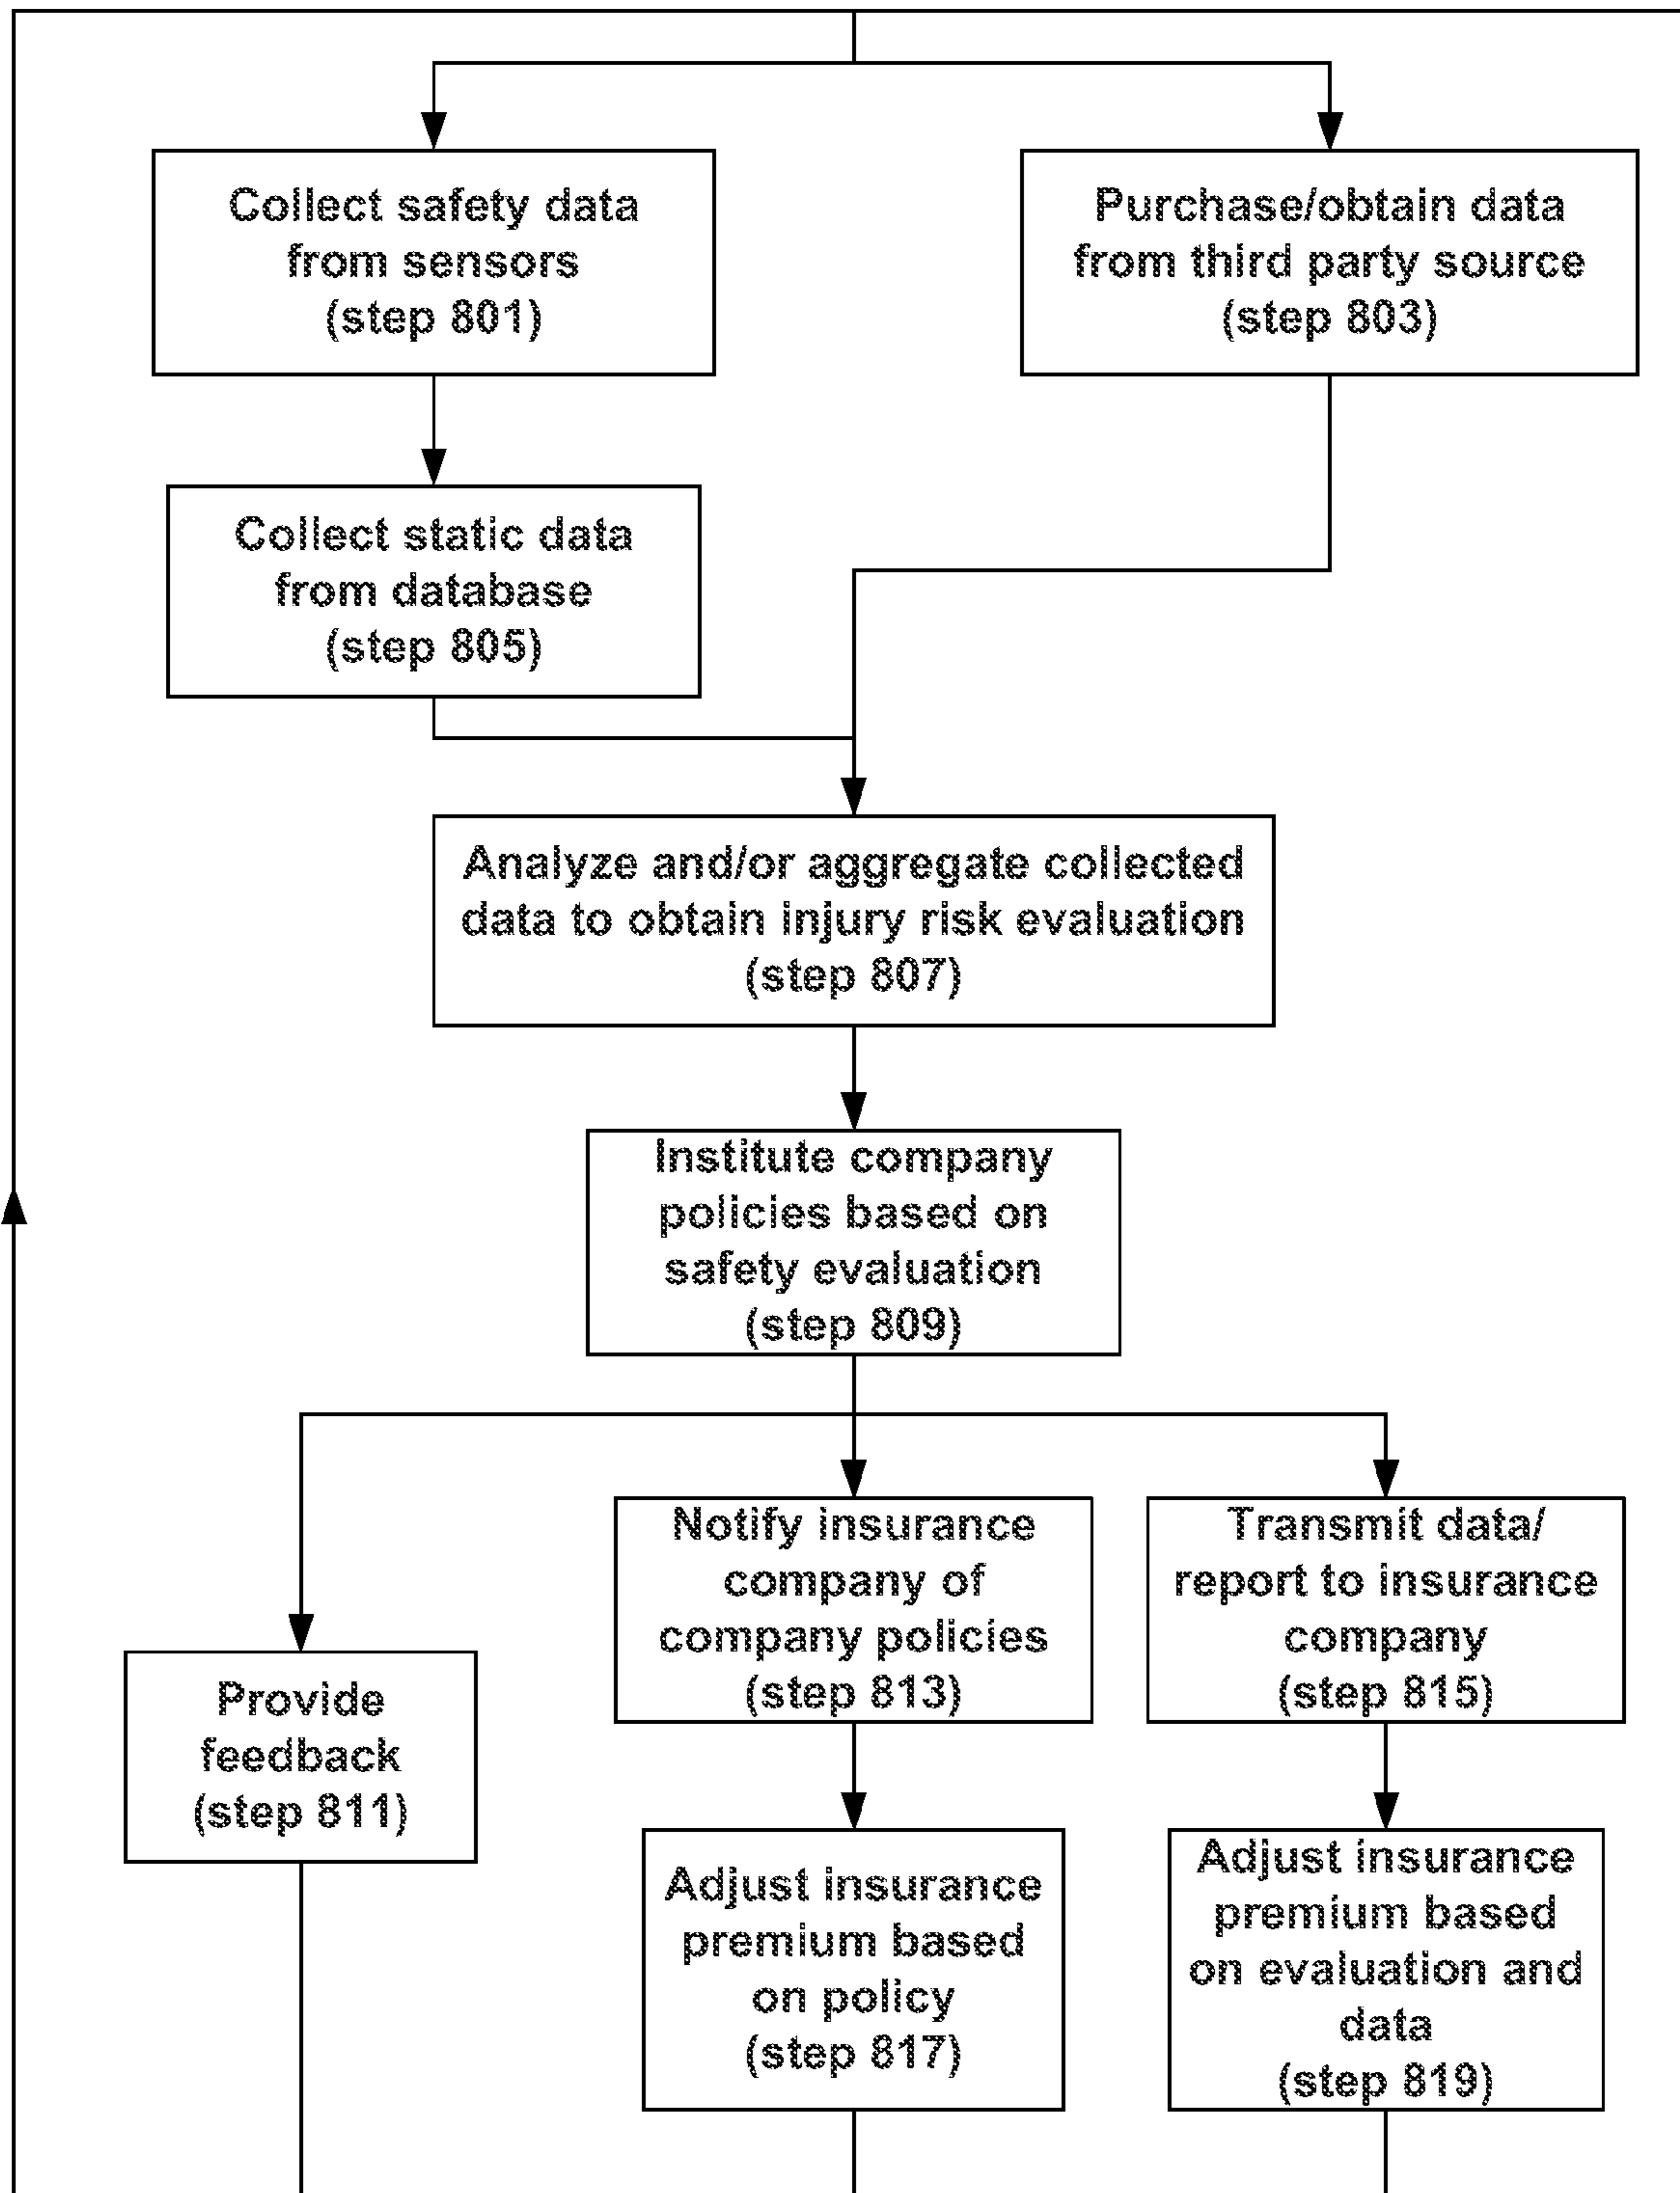 Collect safety data
from sensors
(step 801)
Purchase/obtain data
from third party source
(step 803)
Collect static data
from database
(step 805)
Analyze and/or aggregate collected
data to obtain injury risk evaluation
(step 807)
Institute company
policies based on
safety evaluation
(step 809)
Provide
feedback
(step 811)
Notify insurance
company of
company policies
(step 813)
Transmit data/
report to insurance
company
(step 815)
Adjust insurance
premium based
on policy
(step 817)
Adjust insurance
premium based
on evaluation and
data
(step 819)